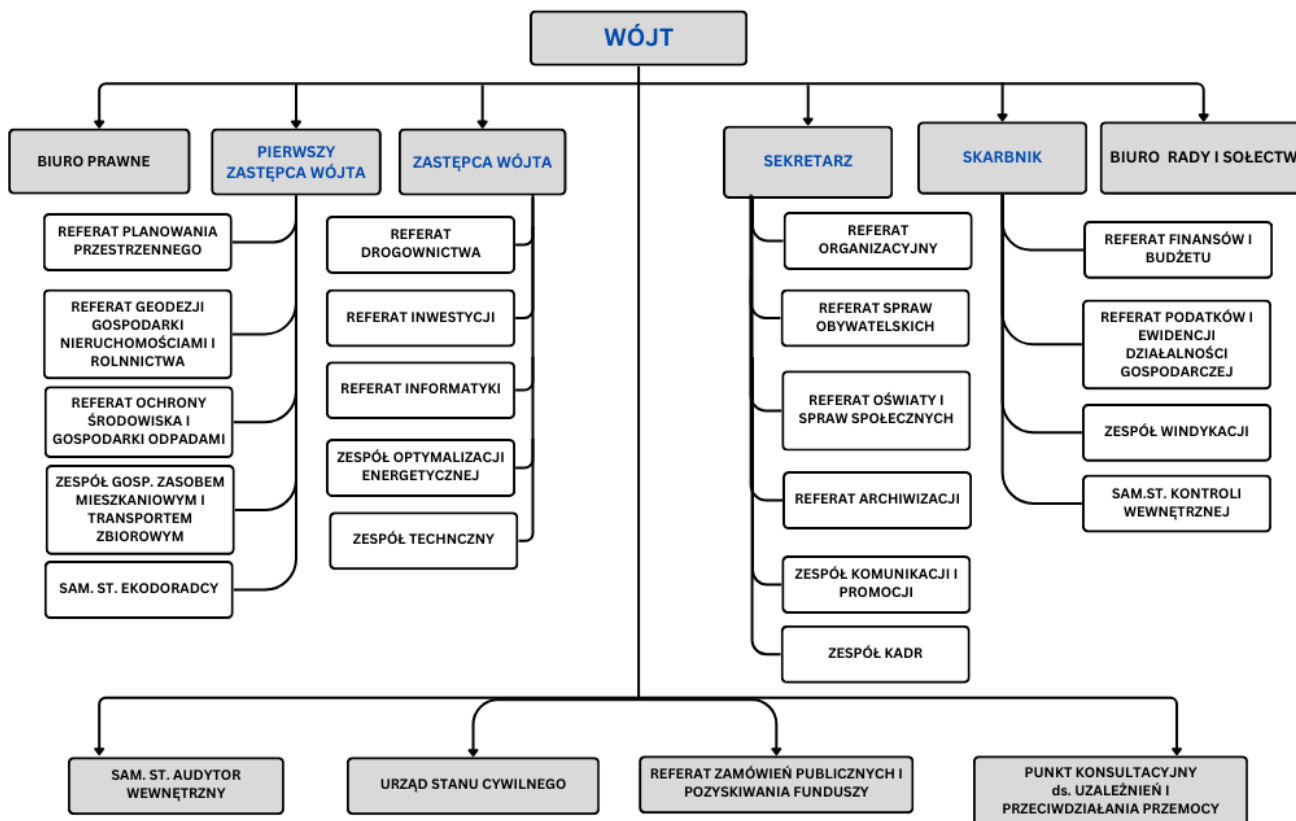 WÓJT
BIURO PRAWNE
PIERWSZY
ZASTĘPCA WÓJTA
ZASTĘPCA WÓJTA
SEKRETARZ
SKARBNIK
BIURO RADY I SOŁECTW
REFERAT PLANOWANIA
PRZESTRZENNEGO
REFERAT GEODEZJI
GOSPODARKI
NIERUCHOMOŚCIAMI I
ROLNNICTWA
REFERAT OCHRONY
ŚRODOWISKA I
GOSPODARKI ODPADAMI
ZESPÓŁ GOSP. ZASOBEM
MIESZKANIOWYM I
TRANSPORTEM
ZBIOROWYM
SAM. ST. EKODORADCY
REFERAT
DROGOWNICTWA
REFERAT INWESTYCJI
REFERAT INFORMATYKI
ZESPÓŁ OPTYMALIZACJI
ENERGETYCZNEJ
ZESPÓŁ TECHNCZNY
REFERAT
ORGANIZACYJNY
REFERAT SPRAW
OBYWATELSKICH
REFERAT OŚWIATY I
SPRAW SPOŁECZNYCH
REFERAT ARCHIWIZACJI
ZESPÓŁ KOMUNIKACJI I
PROMOCJI
ZESPÓŁ KADR
REFERAT FINANSÓW I
BUDŻETU
REFERAT PODATKÓW I
EWIDENCJI
DZIAŁALNOŚCI
GOSPODARCZEJ
ZESPÓŁ WINDYKACJI
SAM.ST. KONTROLI
WEWNĘTRZNEJ
SAM. ST. AUDYTOR
WEWNĘTRZNY
URZĄD STANU CYWILNEGO
REFERAT ZAMÓWIEŃ PUBLICZNYCH I
POZYSKIWANIA FUNDUSZY
PUNKT KONSULTACYJNY
ds. UZALEŻNIEŃ I
PRZECIWDZIAŁANIA PRZEMOCY